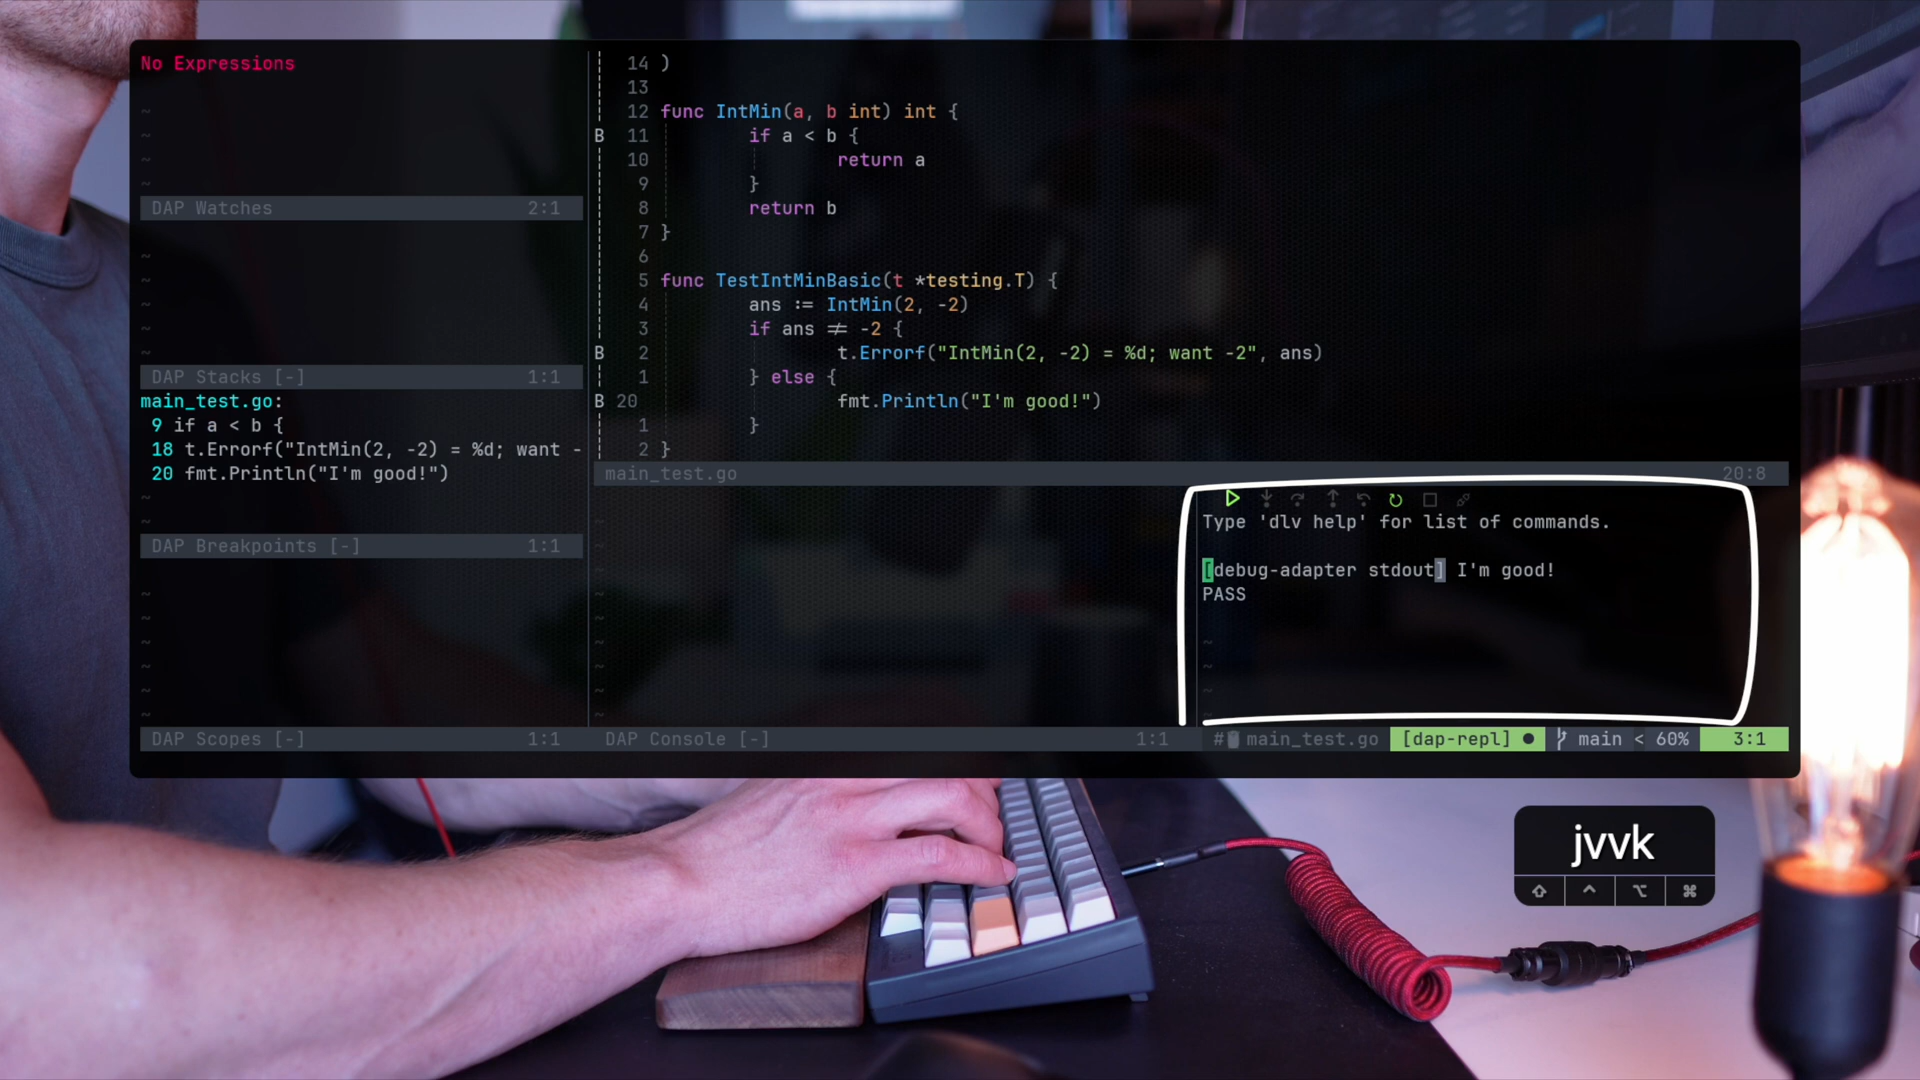 No Expressions
DAP Watches 2:1
DAP Stacks [-] 1:1
main_test.go:
9 if a < b {
18 t.Errorf("IntMin(2, -2) = %d; want -
20 fmt.Println("I'm good!")
DAP Breakpoints [-] 1:1
DAP Scopes [-] 1:1
14 )
13
12 func IntMin(a, b int) int {
B 11 if a < b {
10 return a
9 }
8 return b
7 }
6
5 func TestIntMinBasic(t *testing.T) {
4 ans := IntMin(2, -2)
3 if ans ≠ -2 {
B 2 t.Errorf("IntMin(2, -2) = %d; want -2", ans)
1 } else {
B 20 fmt.Println("I'm good!")
1 }
2 }
main_test.go 20:8
DAP Console [-] 1:1
Type 'dlv help' for list of commands.
[debug-adapter stdout] I'm good!
PASS
# main_test.go [dap-repl] ● main < 60% 3:1
jvvk